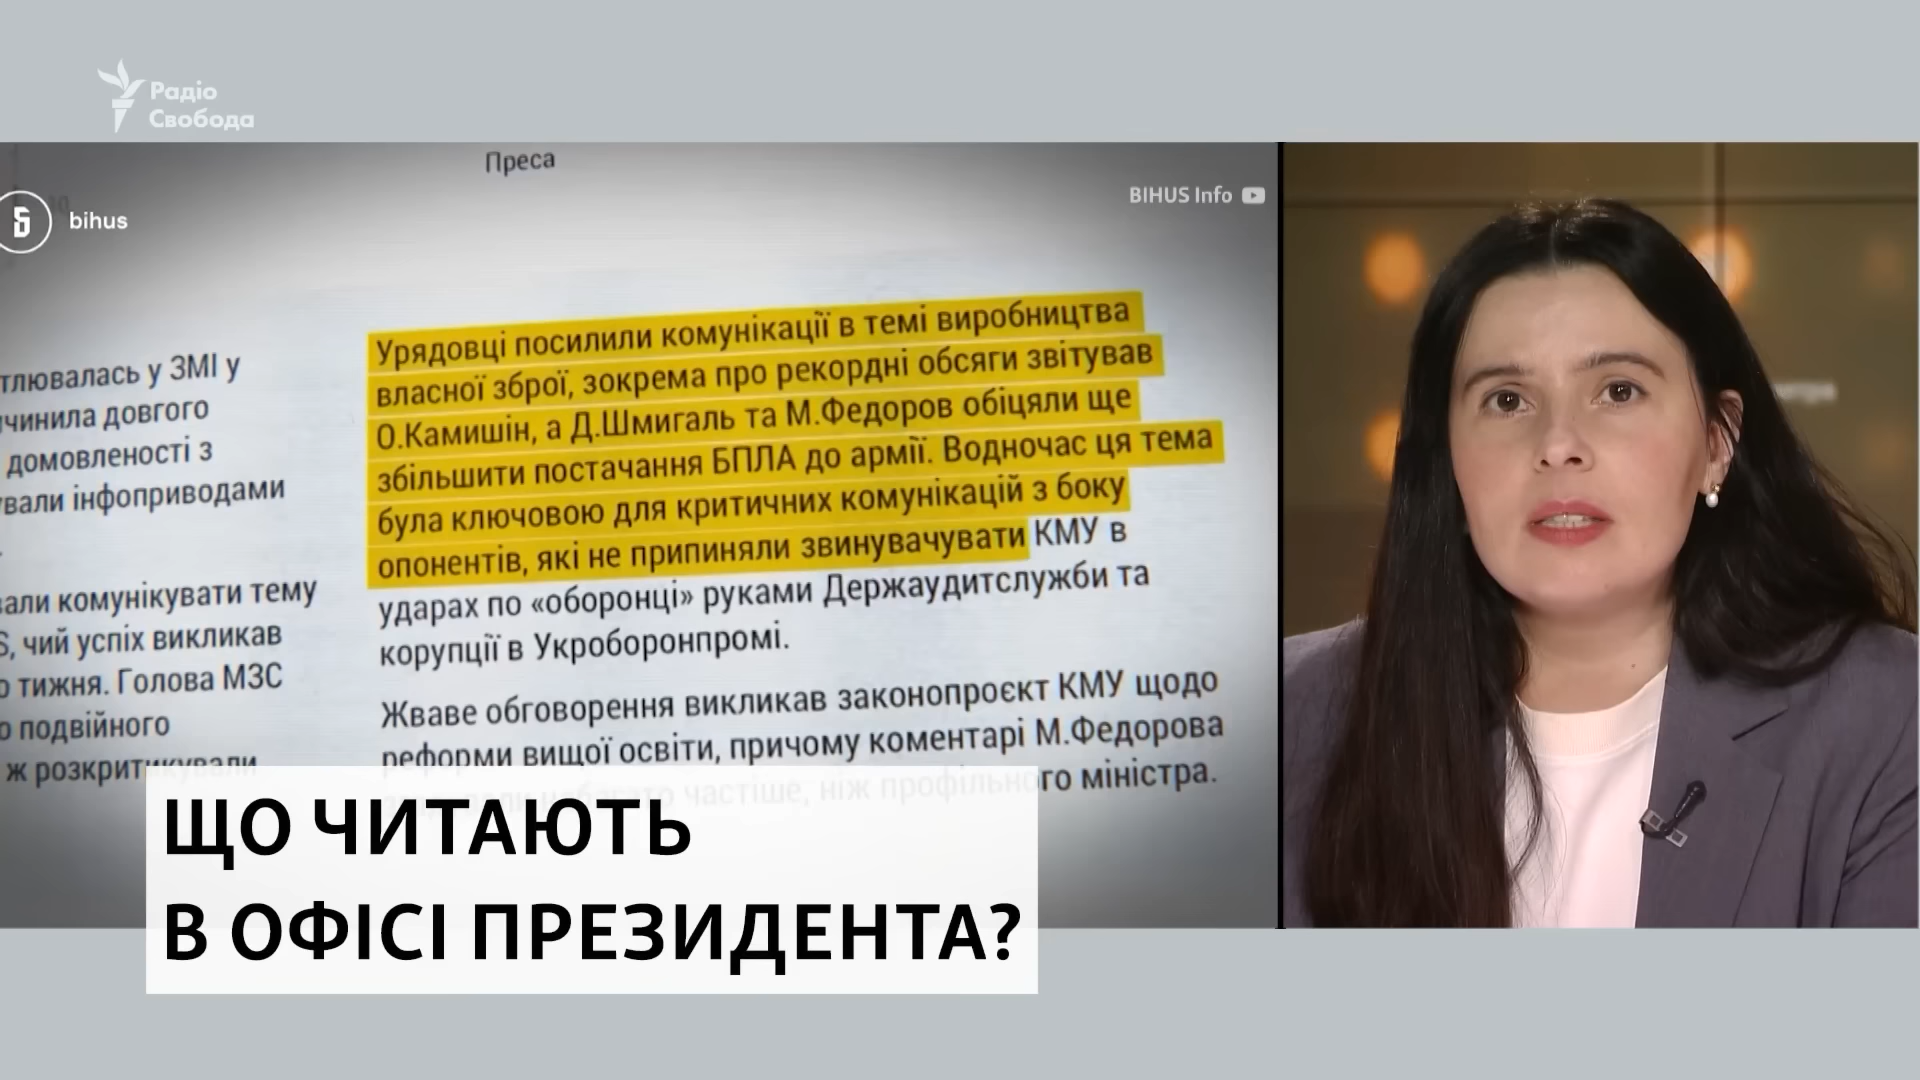 Радіо
Свобода
Преса
BIHUS Info
bihus
тлювалась у ЗМІ у
чинила довгого
домовленості з
вали інфоприводами
вали комунікувати тему
S, чий успіх викликав
о тижня. Голова МЗС
о подвійного
ж розкритикували
Урядовці посилили комунікації в темі виробництва
власної зброї, зокрема про рекордні обсяги звітував
О.Камишін, а Д.Шмигаль та М.Федоров обіцяли ще
збільшити постачання БПЛА до армії. Водночас ця тема
була ключовою для критичних комунікацій з боку
опонентів, які не припиняли звинувачувати КМУ в
ударах по «оборонці» руками Держаудитслужби та
корупції в Укроборонпромі.
Жваве обговорення викликав законопроєкт КМУ щодо
реформи вищої освіти, причому коментарі М.Федорова
набагато частіше, ніж профільного міністра.
ЩО ЧИТАЮТЬ
В ОФІСІ ПРЕЗИДЕНТА?